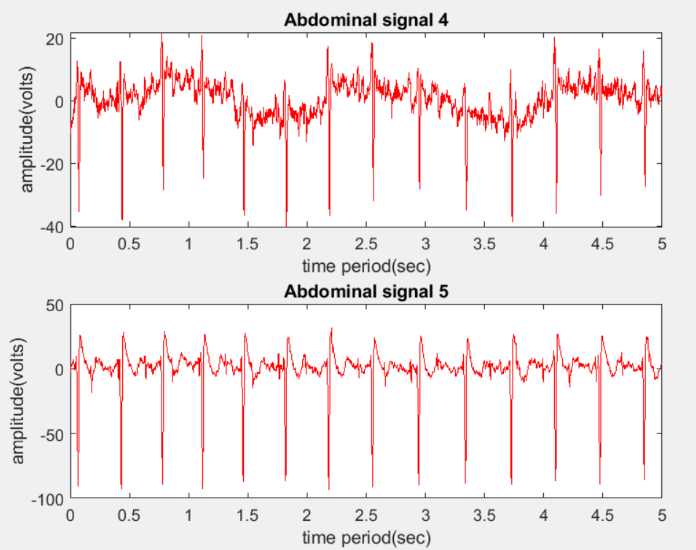 Abdominal signal 4
20
0
-20
-40
amplitude(volts)
0 0.5 1 1.5 2 2.5 3 3.5 4 4.5 5
time period(sec)
Abdominal signal 5
50
0
-50
-100
amplitude(volts)
0 0.5 1 1.5 2 2.5 3 3.5 4 4.5 5
time period(sec)